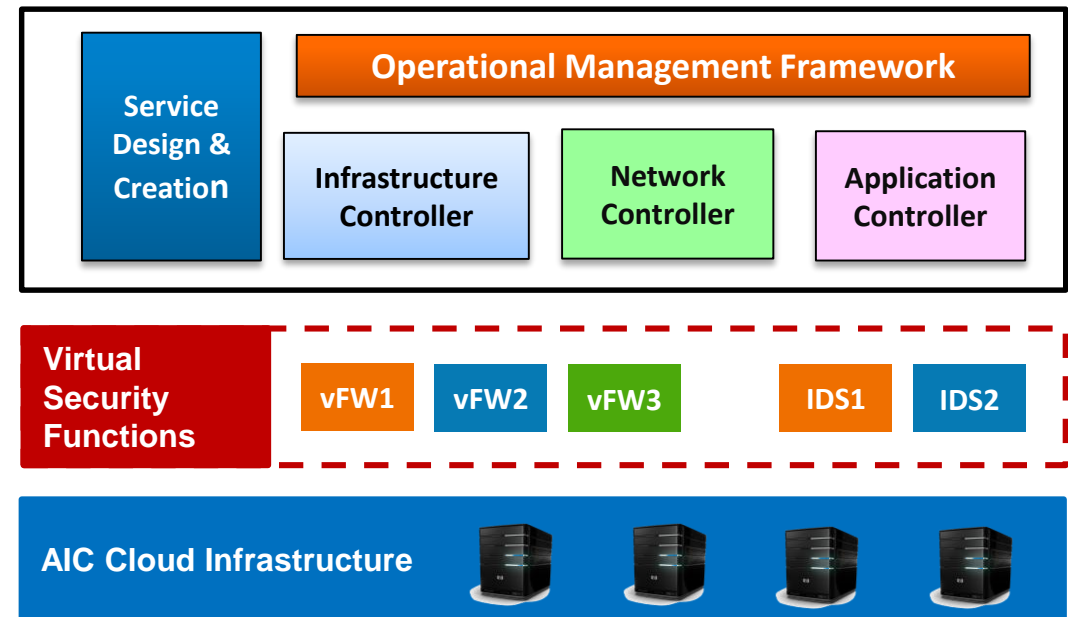 Service
Design &
Creation
Operational Management Framework
Infrastructure
Controller
Network
Controller
Application
Controller
Virtual
Security
Functions
vFW1
vFW2
vFW3
IDS1
IDS2
AIC Cloud Infrastructure